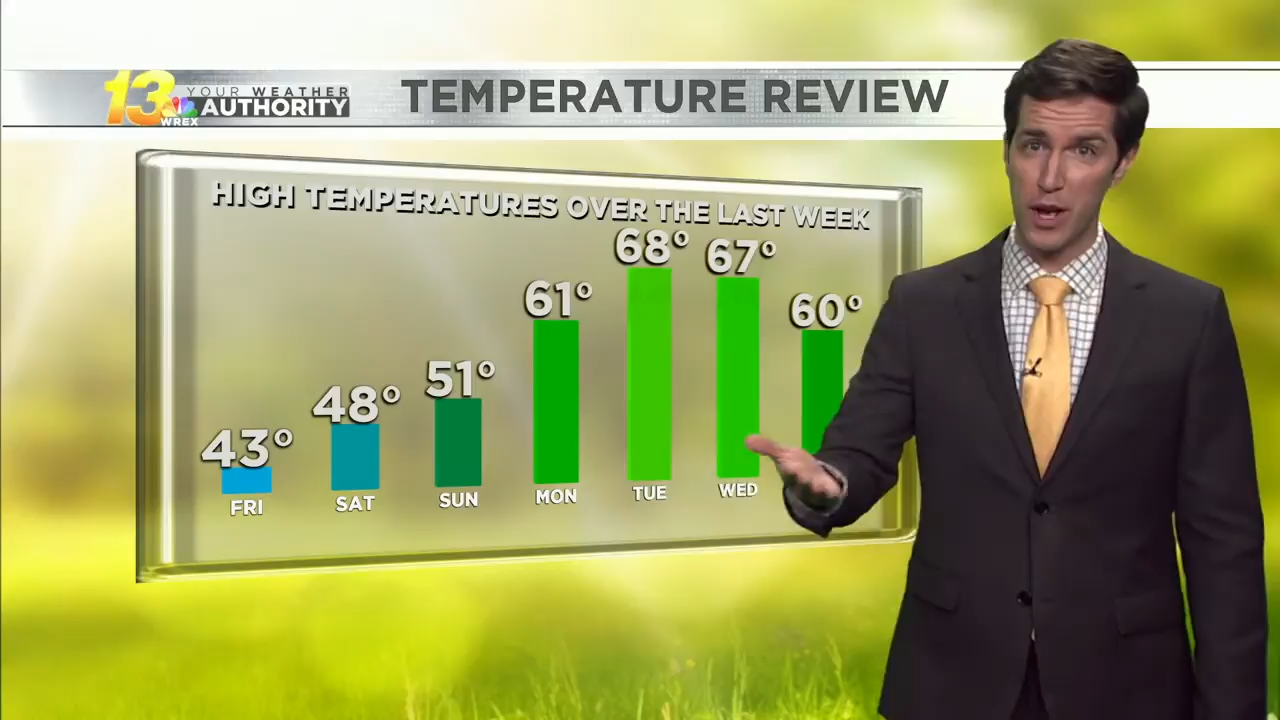 13
WREX
YOUR WEATHER
AUTHORITY
TEMPERATURE REVIEW
HIGH TEMPERATURES OVER THE LAST WEEK
43° 48° 51° 61° 68° 67° 60°
FRI SAT SUN MON TUE WED